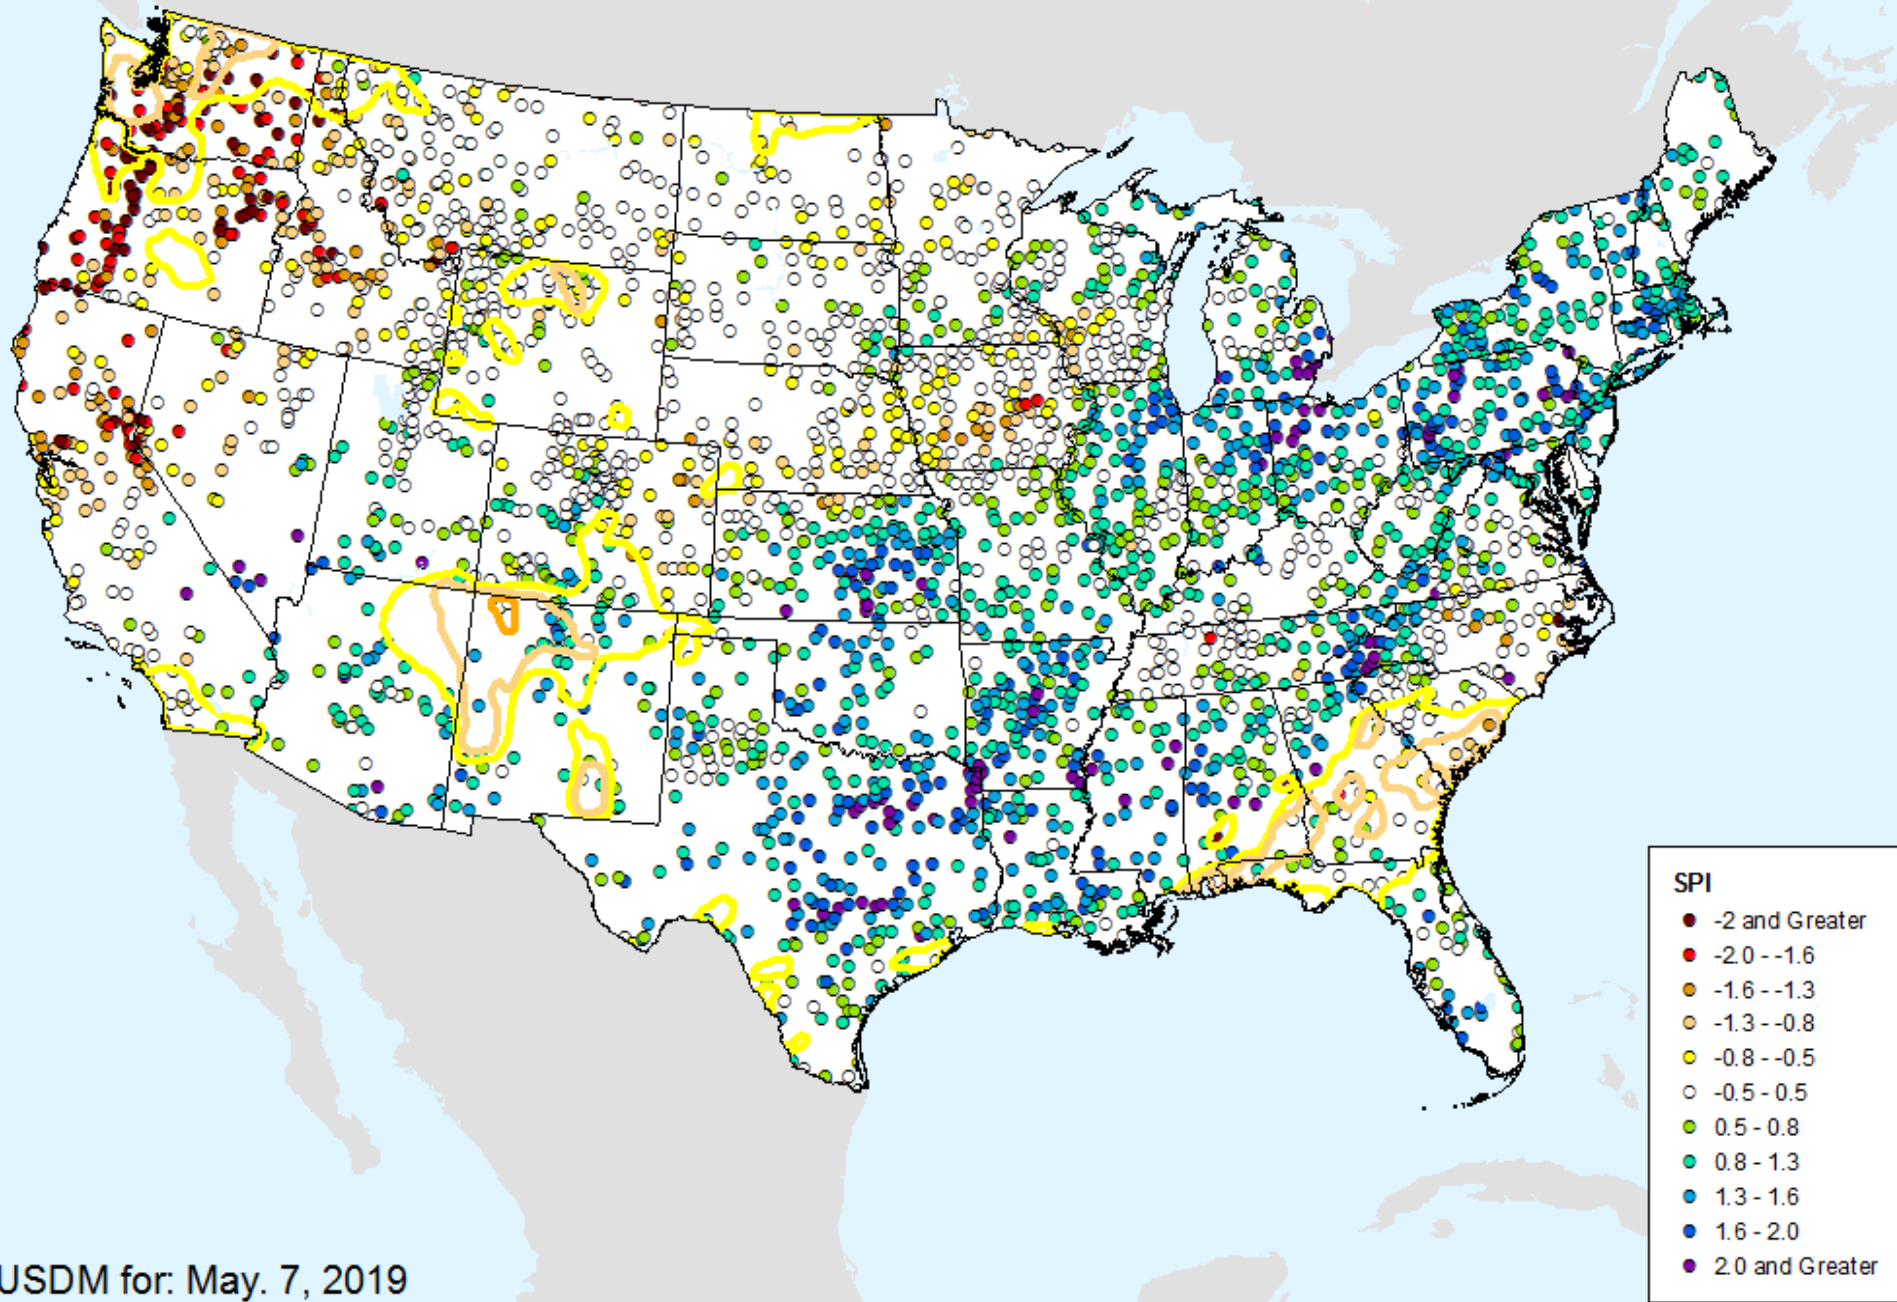 SPI
-2 and Greater
-2.0 - -1.6
-1.6 - -1.3
-1.3 - -0.8
-0.8 - -0.5
-0.5 - 0.5
0.5 - 0.8
0.8 - 1.3
1.3 - 1.6
1.6 - 2.0
2.0 and Greater
USDM for: May. 7, 2019